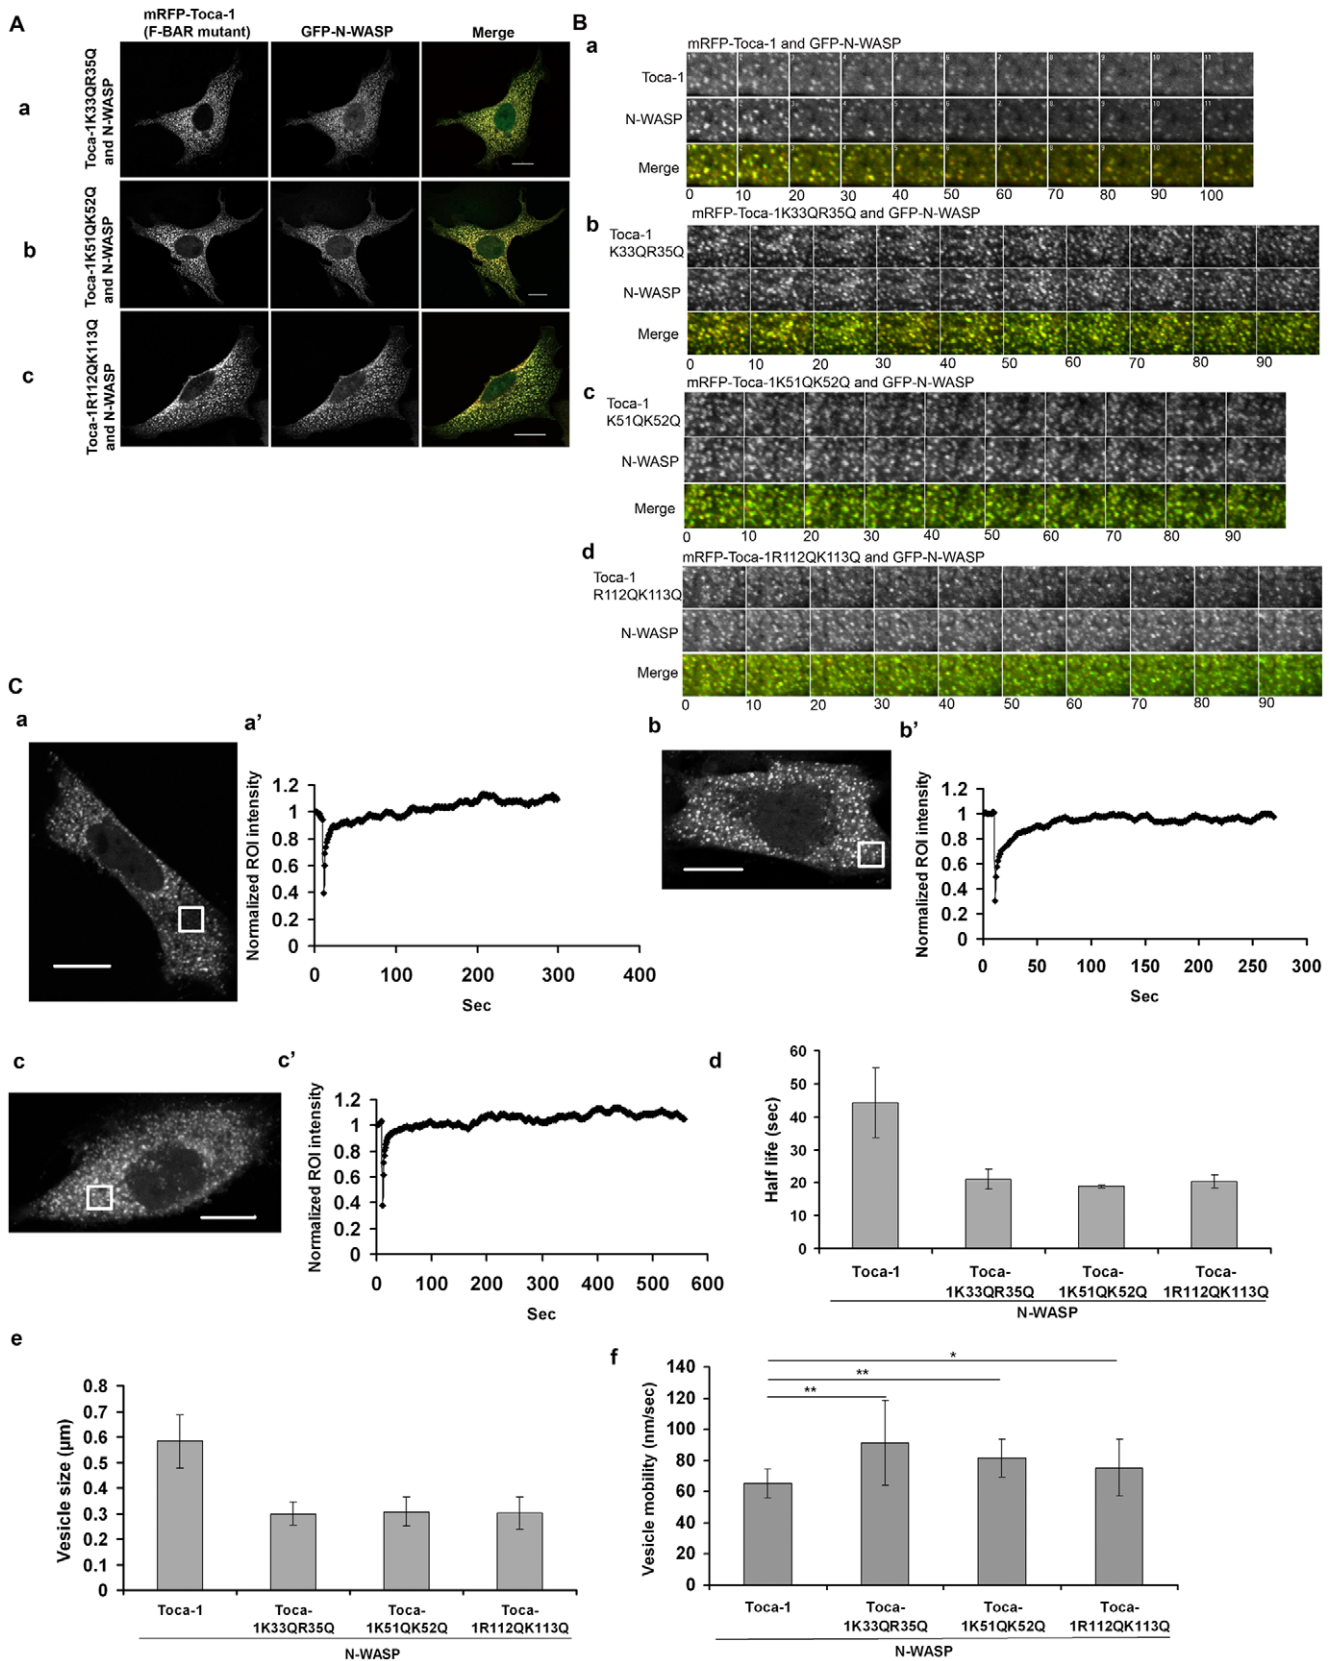 A
mRFP-Toca-1
(F-BAR mutant)
GFP-N-WASP
Merge
a
Toca-1K33QR35Q
and N-WASP
b
Toca-1K51QK52Q
and N-WASP
c
Toca-1R112QK113Q
and N-WASP
B
a
mRFP-Toca-1 and GFP-N-WASP
Toca-1
N-WASP
Merge
0 10 20 30 40 50 60 70 80 90 100
b
mRFP-Toca-1K33QR35Q and GFP-N-WASP
Toca-1
K33QR35Q
N-WASP
Merge
0 10 20 30 40 50 60 70 80 90
c
mRFP-Toca-1K51QK52Q and GFP-N-WASP
Toca-1
K51QK52Q
N-WASP
Merge
0 10 20 30 40 50 60 70 80 90
d
mRFP-Toca-1R112QK113Q and GFP-N-WASP
Toca-1
R112QK113Q
N-WASP
Merge
0 10 20 30 40 50 60 70 80 90
C
a
a'
Normalized ROI intensity
1.2
1
0.8
0.6
0.4
0.2
0
0 100 200 300 400
Sec
b
b'
Normalized ROI intensity
1.2
1
0.8
0.6
0.4
0.2
0
0 50 100 150 200 250 300
Sec
c
c'
Normalized ROI intensity
1.2
1
0.8
0.6
0.4
0.2
0
0 100 200 300 400 500 600
Sec
d
Half life (sec)
60
50
40
30
20
10
0
Toca-1
Toca-
1K33QR35Q
Toca-
1K51QK52Q
Toca-
1R112QK113Q
N-WASP
e
Vesicle size (µm)
0.8
0.7
0.6
0.5
0.4
0.3
0.2
0.1
0
Toca-1
Toca-
1K33QR35Q
Toca-
1K51QK52Q
Toca-
1R112QK113Q
N-WASP
f
Vesicle mobility (nm/sec)
140
120
100
80
60
40
20
0
*
**
**
Toca-1
Toca-
1K33QR35Q
Toca-
1K51QK52Q
Toca-
1R112QK113Q
N-WASP